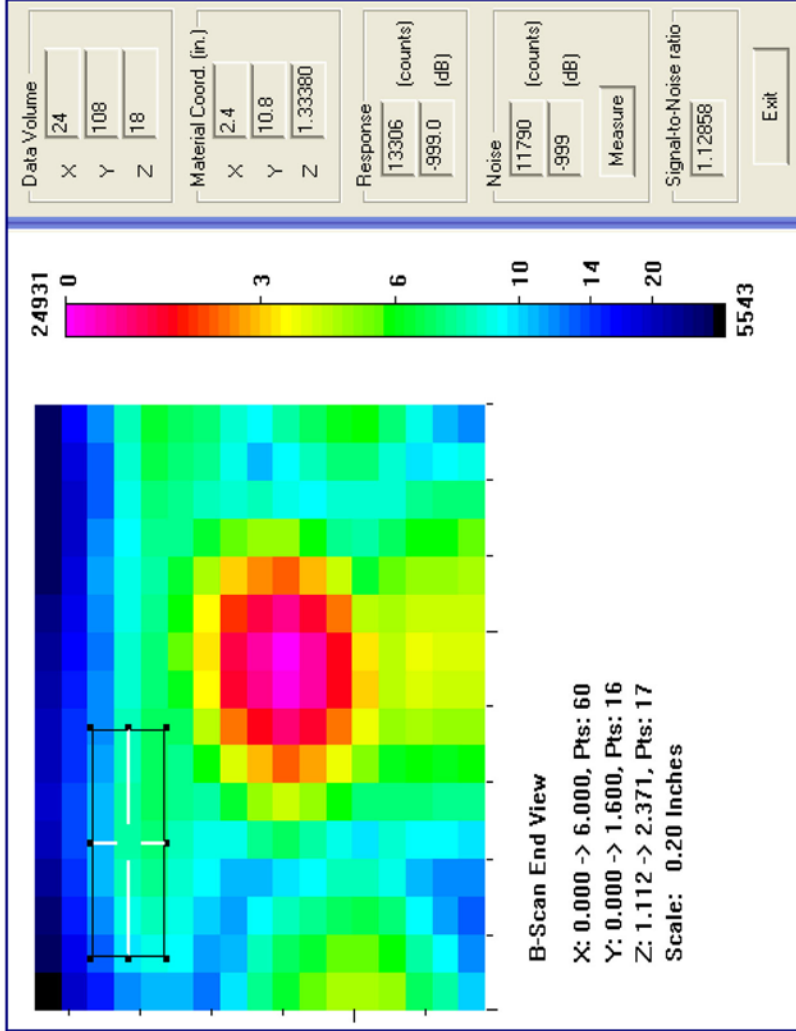 Data Volume
X 24
Y 108
Z 18
Material Coord. (in.)
X 2.4
Y 10.8
Z 1.33380
Response
13306 (counts)
-999.0 (dB)
Noise
11790 (counts)
-999 (dB)
Measure
Signal-to-Noise ratio
1.12858
Exit
24931
0
3
6
10
14
20
5543
B-Scan End View
X: 0.000 -> 6.000, Pts: 60
Y: 0.000 -> 1.600, Pts: 16
Z: 1.112 -> 2.371, Pts: 17
Scale: 0.20 Inches